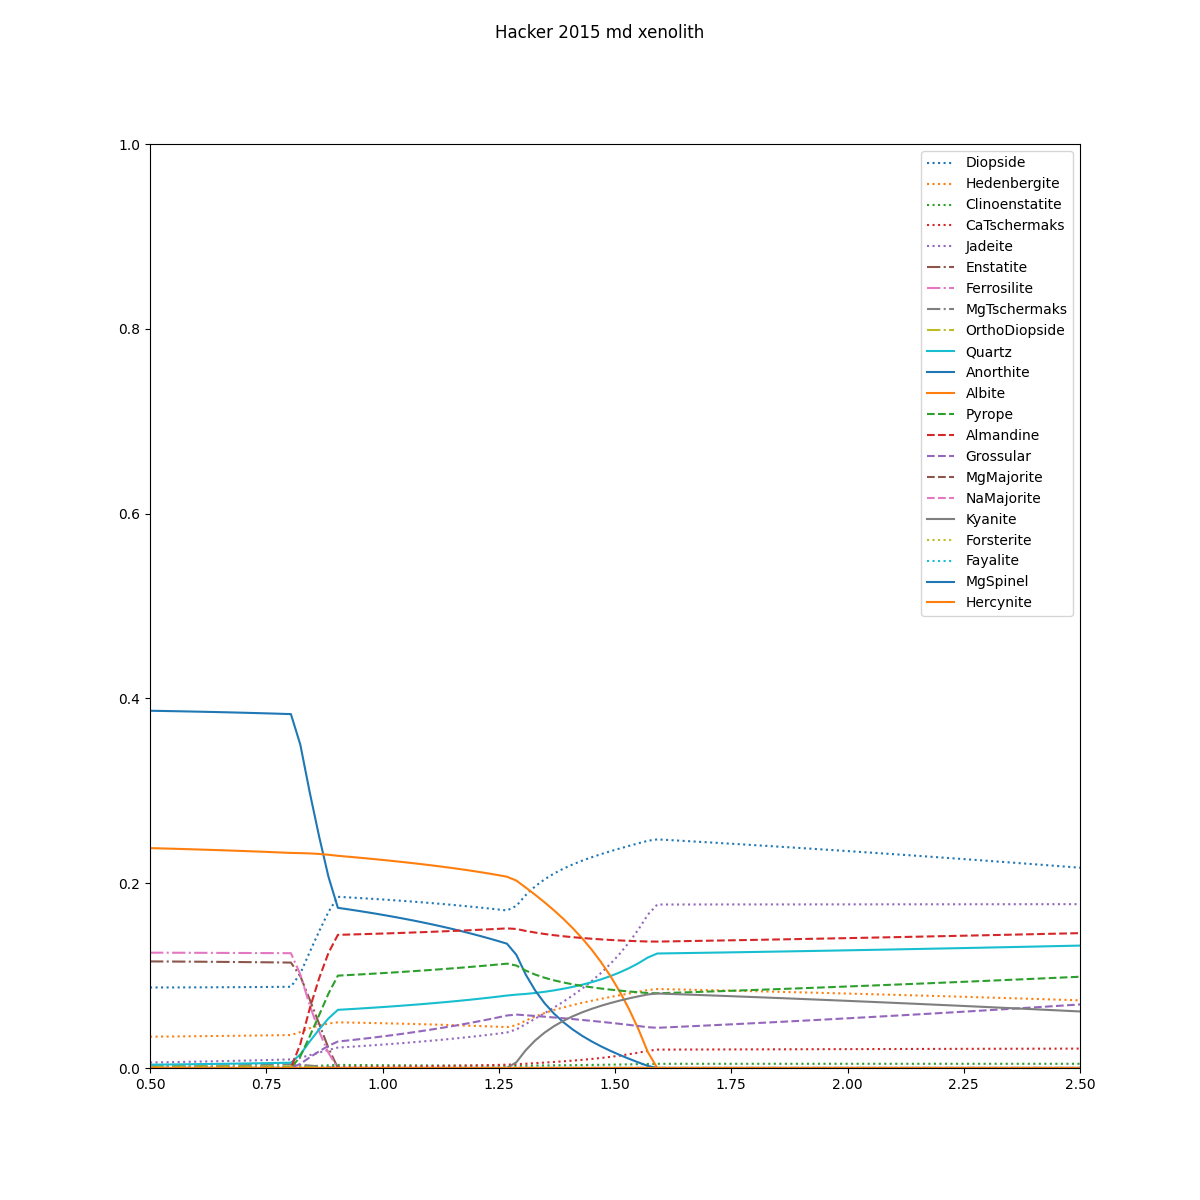 Hacker 2015 md xenolith
1.0
0.8
0.6
0.4
0.2
0.0
Diopside
Hedenbergite
Clinoenstatite
CaTschermaks
Jadeite
Enstatite
Ferrosilite
MgTschermaks
OrthoDiopside
Quartz
Anorthite
Albite
Pyrope
Almandine
Grossular
MgMajorite
NaMajorite
Kyanite
Forsterite
Fayalite
MgSpinel
Hercynite
0.50 0.75 1.00 1.25 1.50 1.75 2.00 2.25 2.50